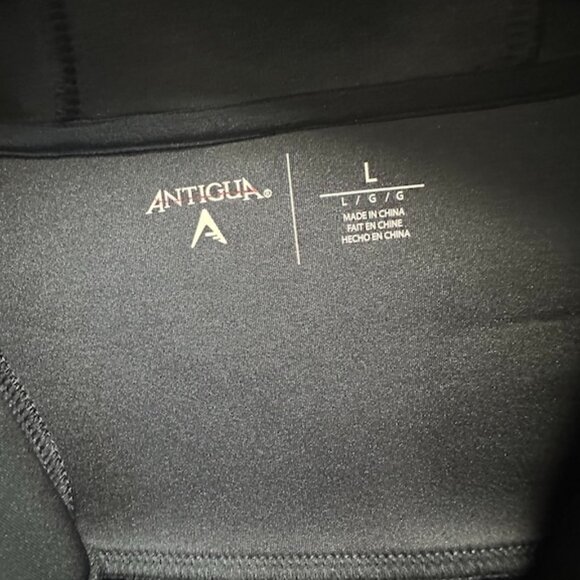 ANTIGUA®
L
L / G / G
MADE IN CHINA
FAIT EN CHINE
HECHO EN CHINA